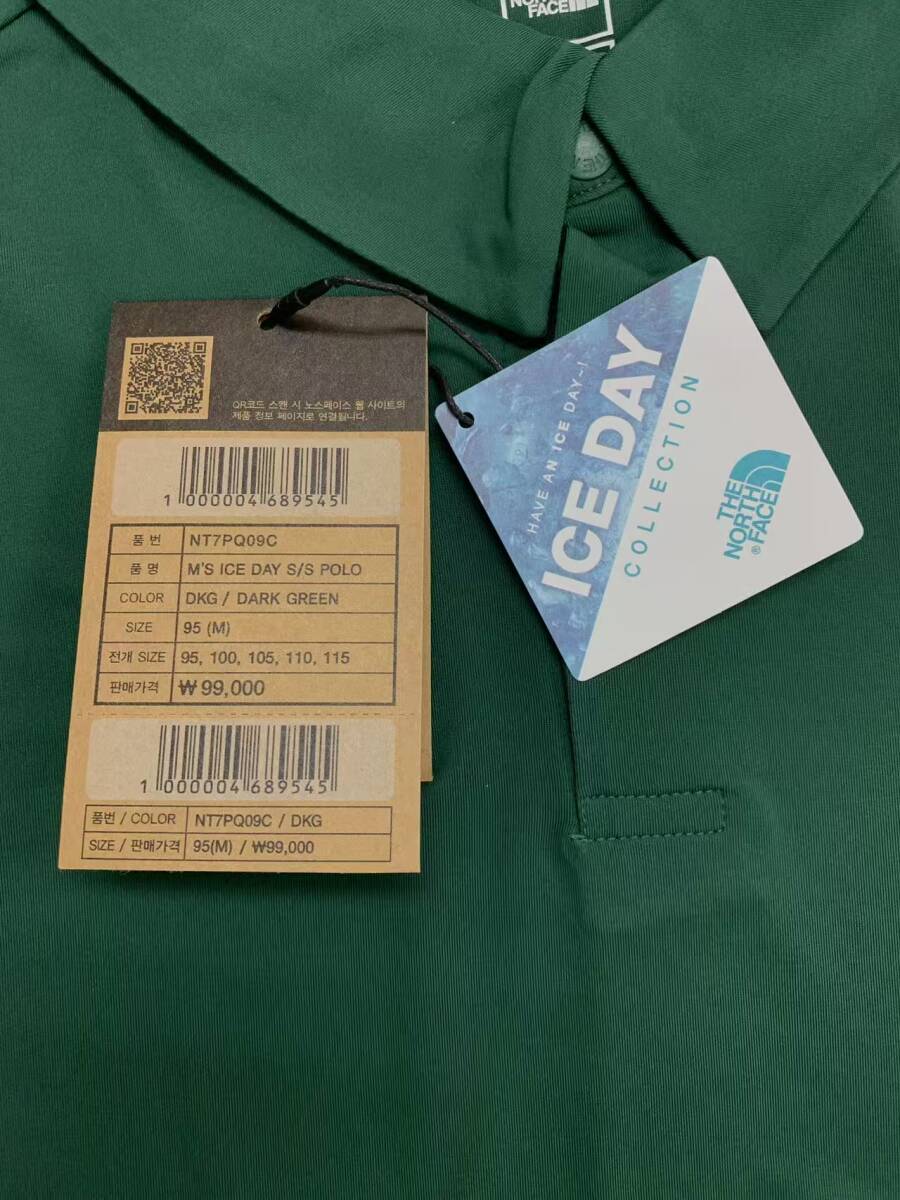 NORTH
FACE
QR코드 스캔 시 노스페이스 웹 사이트의
제품 정보 페이지로 연결됩니다.
1 000004 689545
품 번 NT7PQ09C
품 명 M'S ICE DAY S/S POLO
COLOR DKG / DARK GREEN
SIZE 95 (M)
전개 SIZE 95, 100, 105, 110, 115
판매가격 ₩ 99,000
1 000004 689545
품번 / COLOR NT7PQ09C / DKG
SIZE / 판매가격 95(M) / ₩99,000
HAVE AN ICE DAY~!
ICE DAY
COLLECTION
THE
NORTH
FACE®